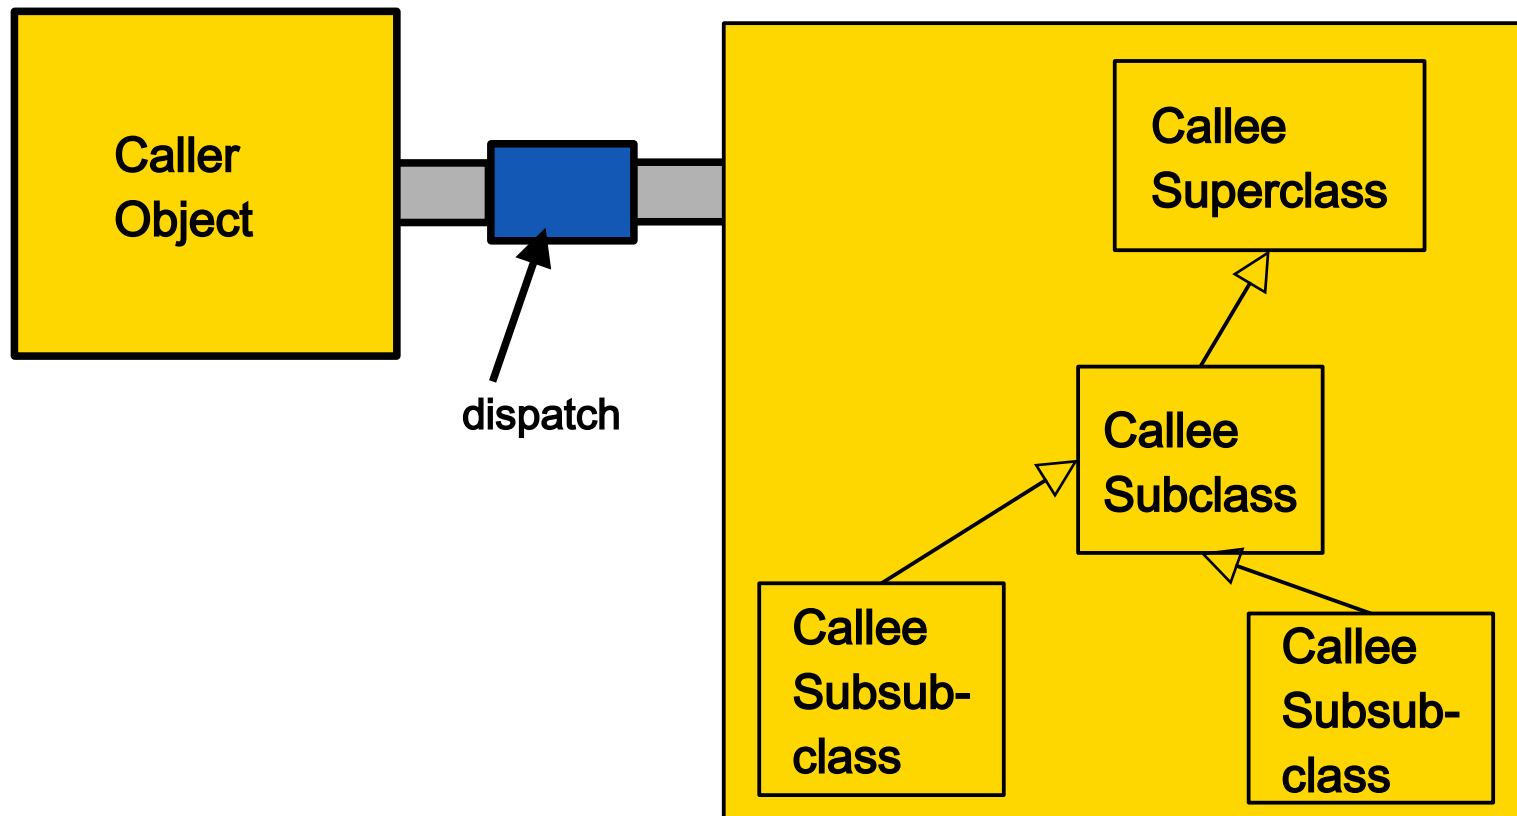 Caller
Object
dispatch
Callee
Superclass
Callee
Subclass
Callee
Subsub-
class
Callee
Subsub-
class